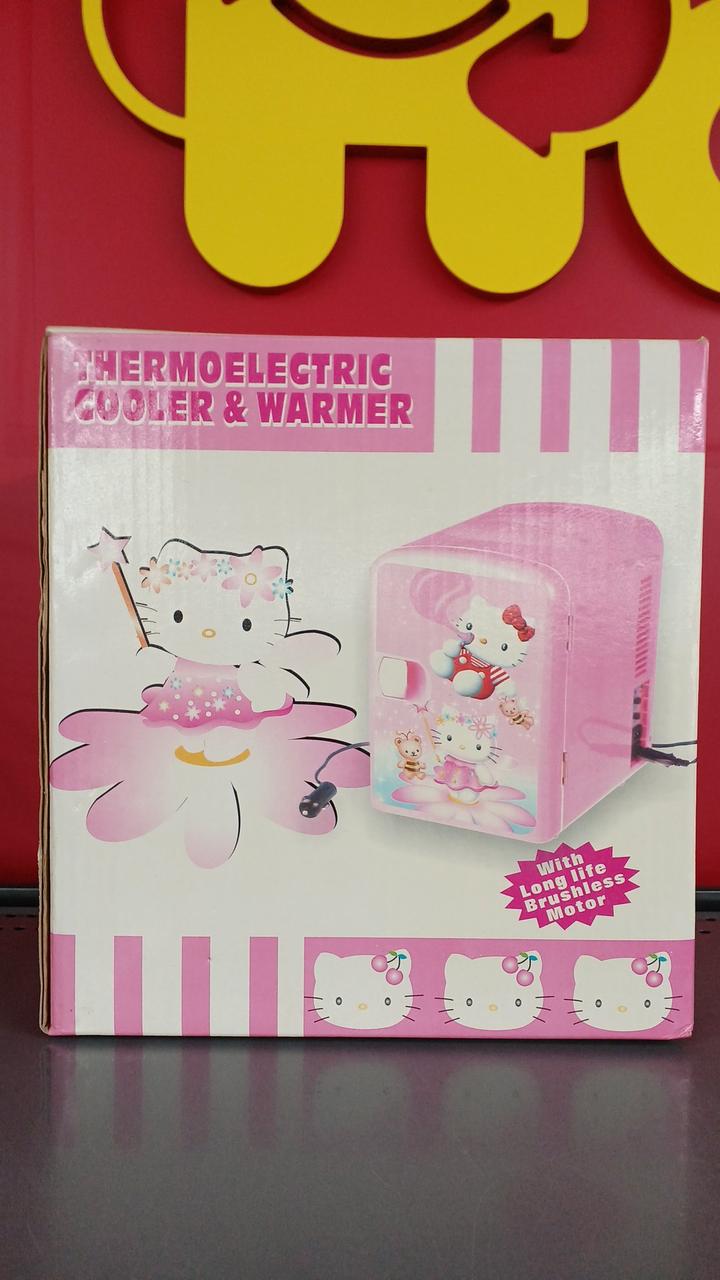 THERMOELECTRIC
COOLER & WARMER
With
Long life
Brushless
Motor